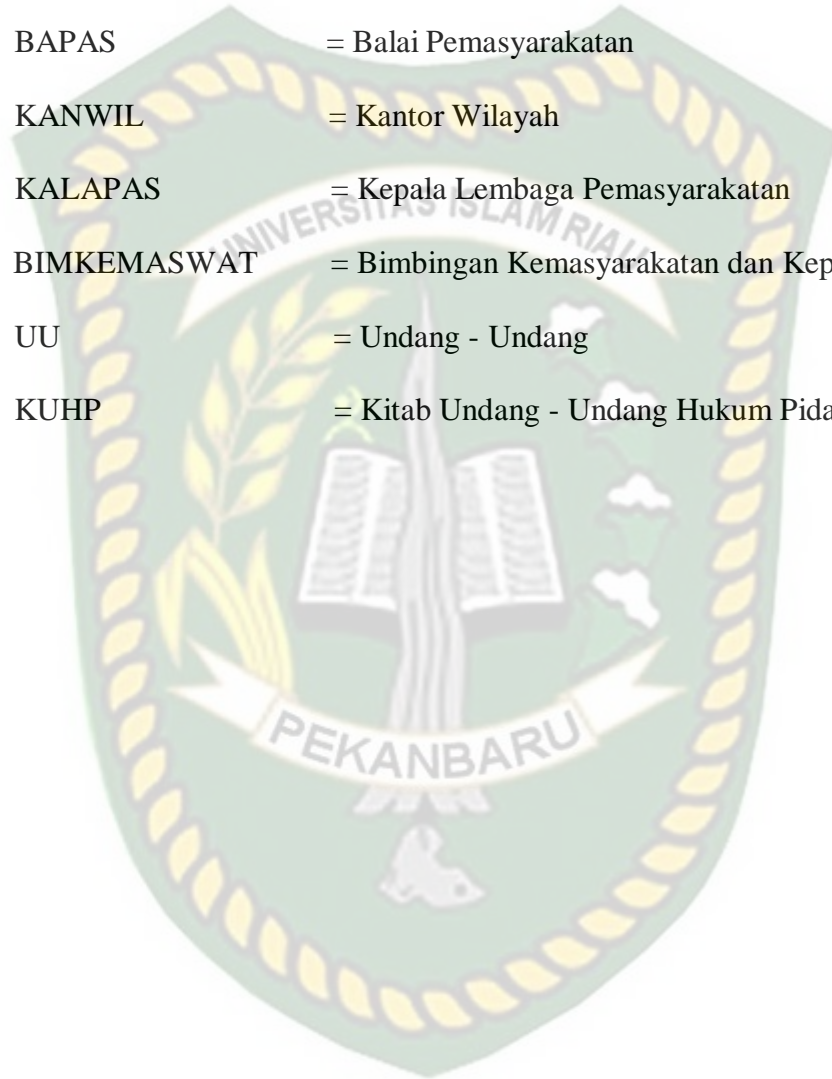 BAPAS = Balai Pemasyarakatan
KANWIL = Kantor Wilayah
KALAPAS = Kepala Lembaga Pemasyarakatan
UNIVERSITAS ISLAM RIAU
BIMKEMASWAT = Bimbingan Kemasyarakatan dan Kep
UU = Undang - Undang
KUHP = Kitab Undang - Undang Hukum Pida
PEKANBARU